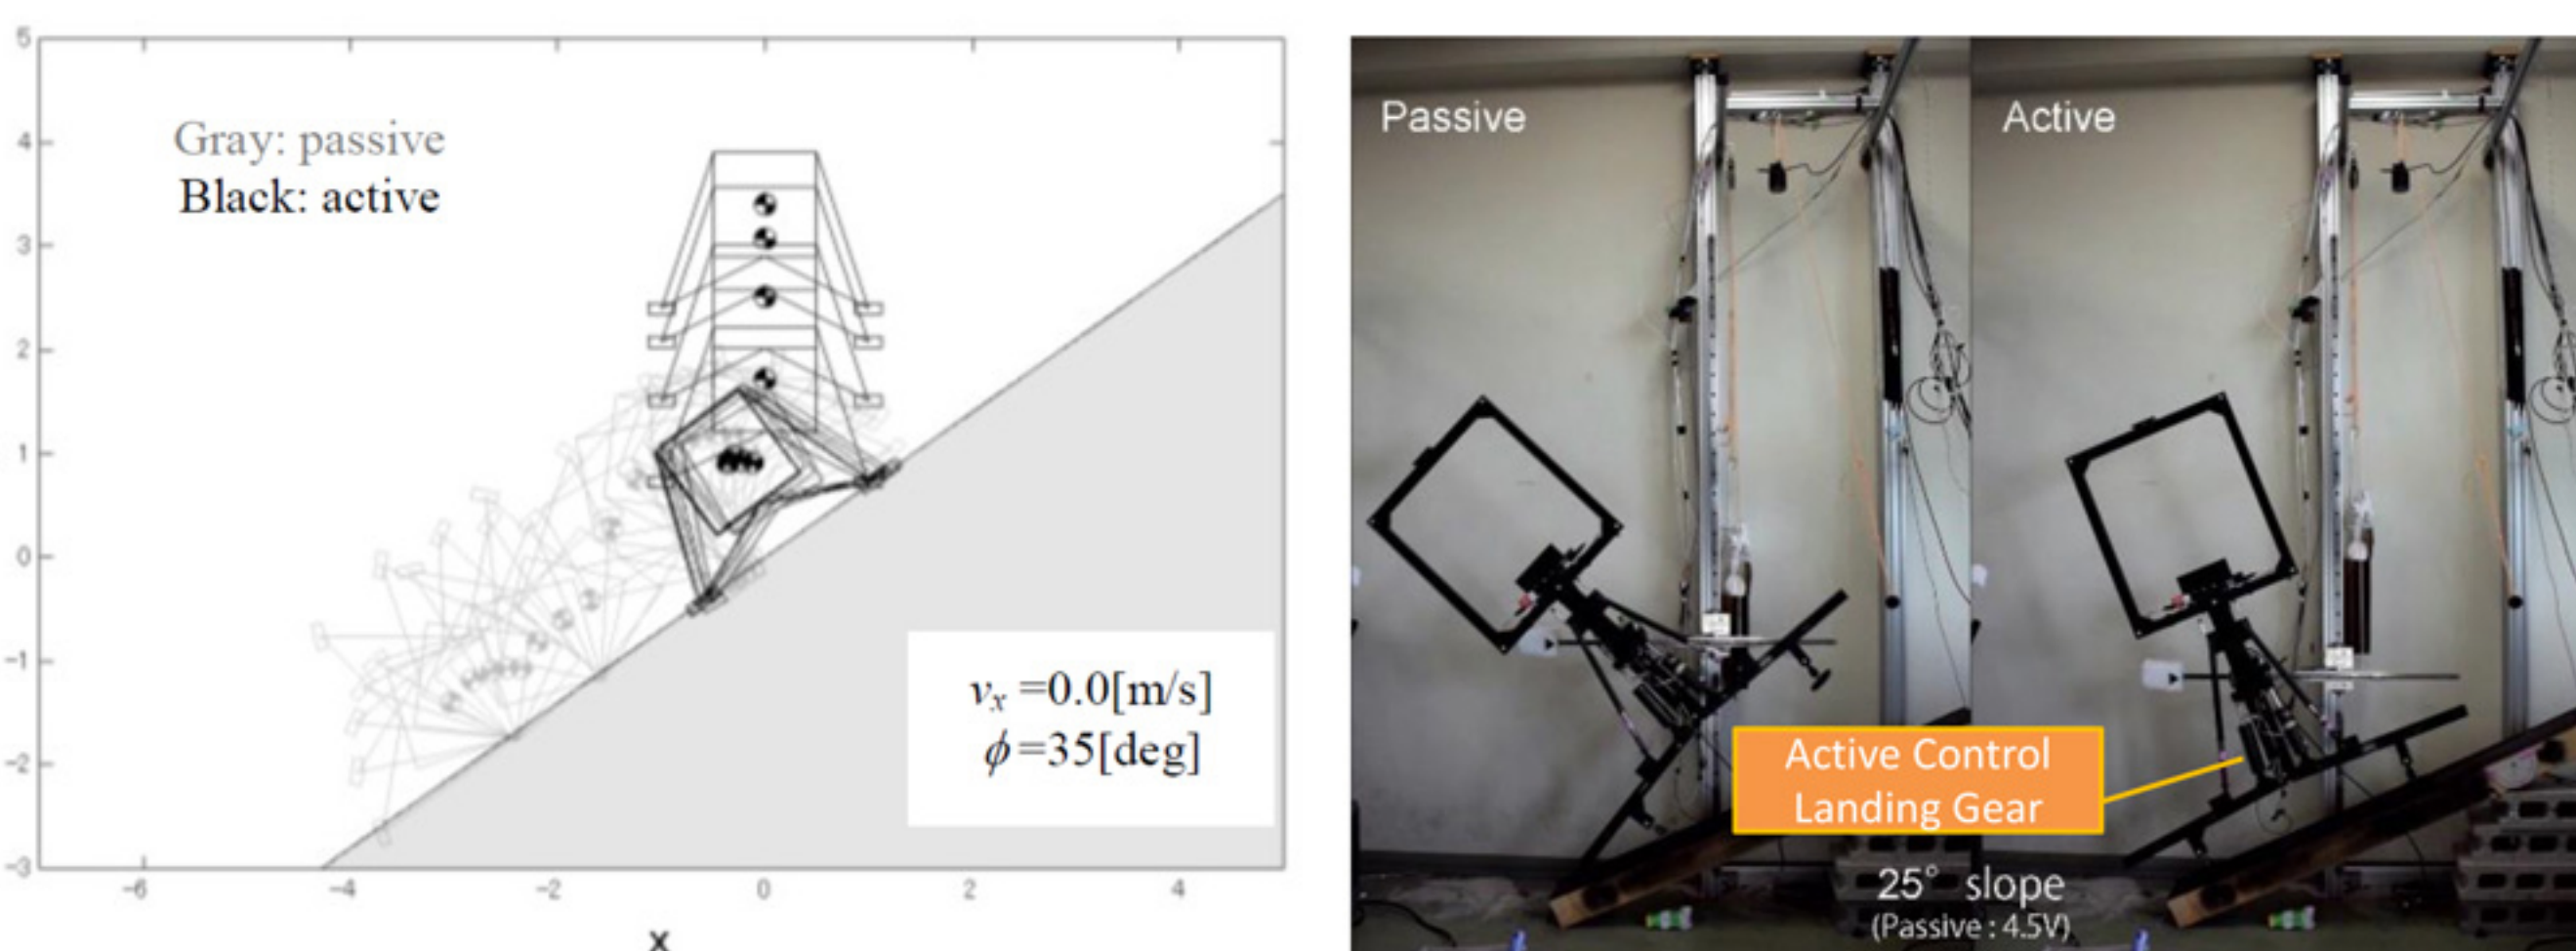 5
4
3
2
1
0
−1
−2
−3
−6
−4
−2
0
2
4
x
Gray: passive
Black: active
vx =0.0[m/s]
ϕ=35[deg]
Passive
Active
Active Control
Landing Gear
25° slope
(Passive : 4.5V)